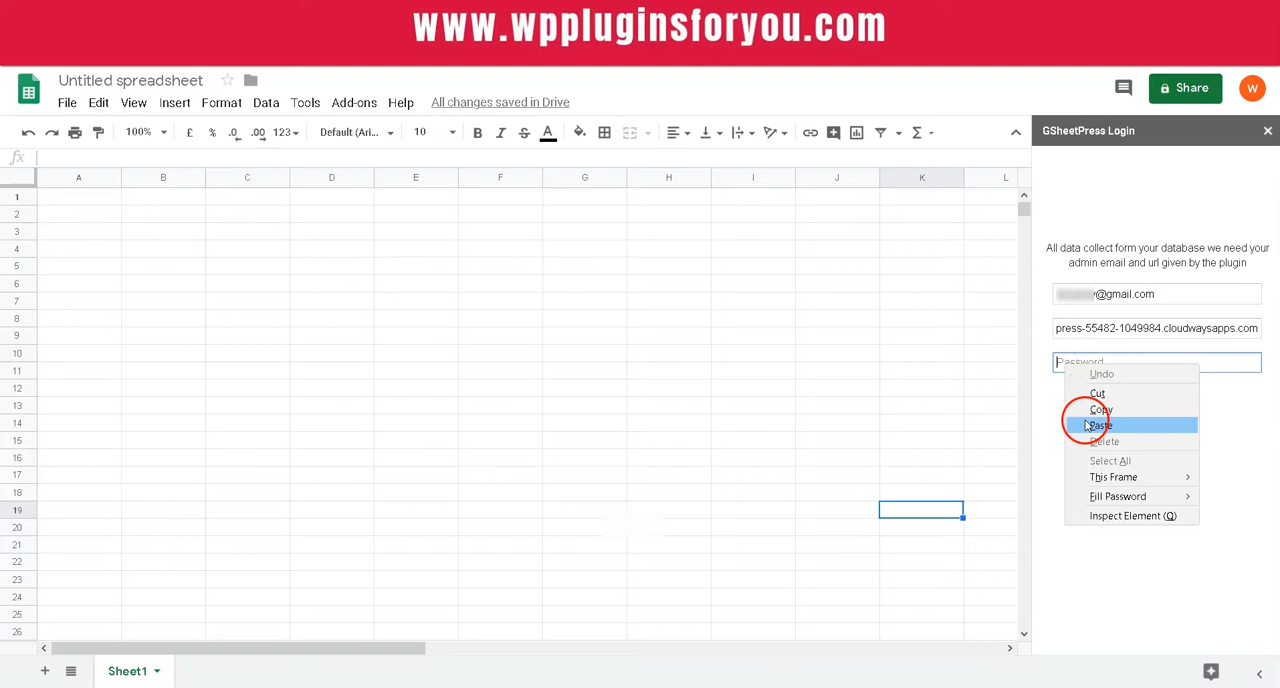 www.wppluginsforyou.com
Untitled spreadsheet
File Edit View Insert Format Data Tools Add-ons Help All changes saved in Drive
Share
W
100% £ % .0 .00 123 Default (Ari... 10 B I S A Σ
GSheetPress Login ×
fx
A B C D E F G H I J K L
1
2
3
4
5
6
7
8
9
10
11
12
13
14
15
16
17
18
19
20
21
22
23
24
25
26
All data collect form your database we need your
admin email and url given by the plugin
@gmail.com
press-55482-1049984.cloudwaysapps.com
Password
Undo
Cut
Copy
Paste
Delete
Select All
This Frame
Fill Password
Inspect Element (Q)
Sheet1